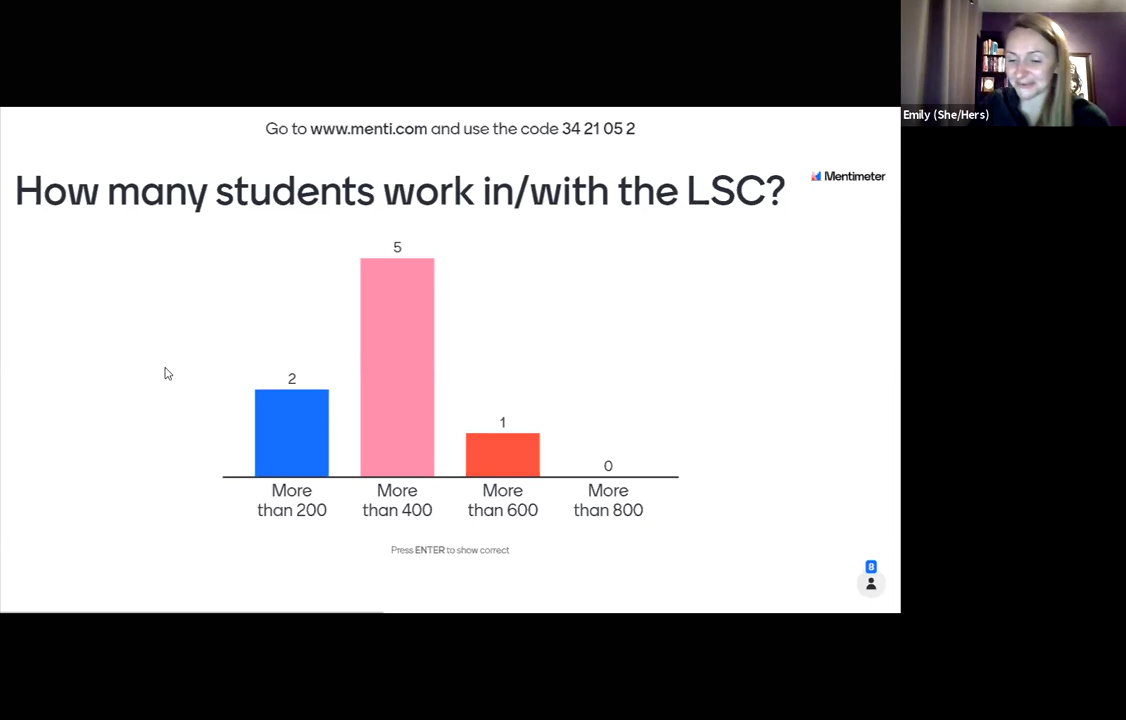 Emily (She/Hers)
Go to www.menti.com and use the code 34 21 05 2
How many students work in/with the LSC?
Mentimeter
5
2
1
0
More
than 200
More
than 400
More
than 600
More
than 800
Press ENTER to show correct
8